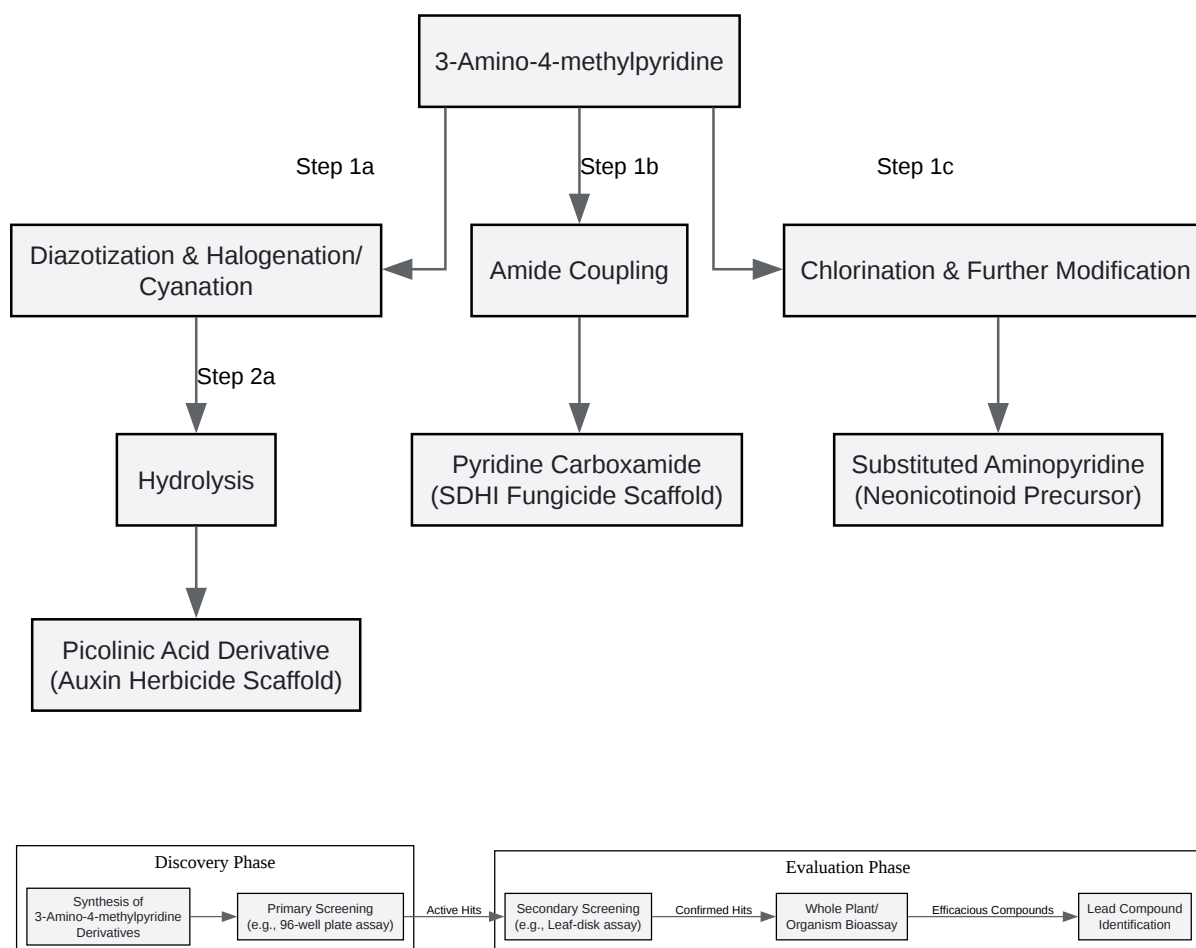 3-Amino-4-methylpyridine
Step 1a
Step 1b
Step 1c
Diazotization & Halogenation/
Cyanation
Amide Coupling
Chlorination & Further Modification
Step 2a
Hydrolysis
Pyridine Carboxamide
(SDHI Fungicide Scaffold)
Substituted Aminopyridine
(Neonicotinoid Precursor)
Picolinic Acid Derivative
(Auxin Herbicide Scaffold)
Discovery Phase
Synthesis of
3-Amino-4-methylpyridine
Derivatives
Primary Screening
(e.g., 96-well plate assay)
Active Hits
Evaluation Phase
Secondary Screening
(e.g., Leaf-disk assay)
Confirmed Hits
Whole Plant/
Organism Bioassay
Efficacious Compounds
Lead Compound
Identification